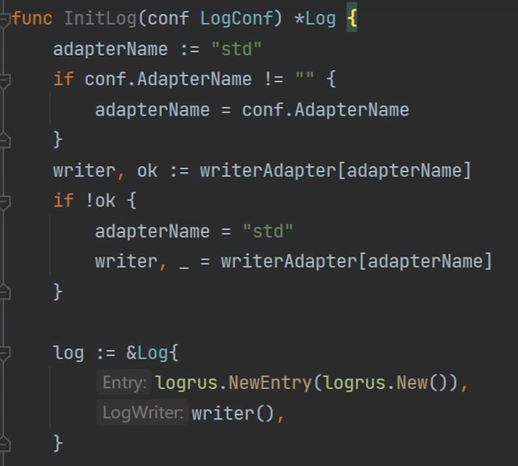 func InitLog(conf LogConf) *Log {
    adapterName := "std"
    if conf.AdapterName != "" {
        adapterName = conf.AdapterName
    }
    writer, ok := writerAdapter[adapterName]
    if !ok {
        adapterName = "std"
        writer, _ = writerAdapter[adapterName]
    }

    log := &Log{
        Entry: logrus.NewEntry(logrus.New()),
        LogWriter: writer(),
    }